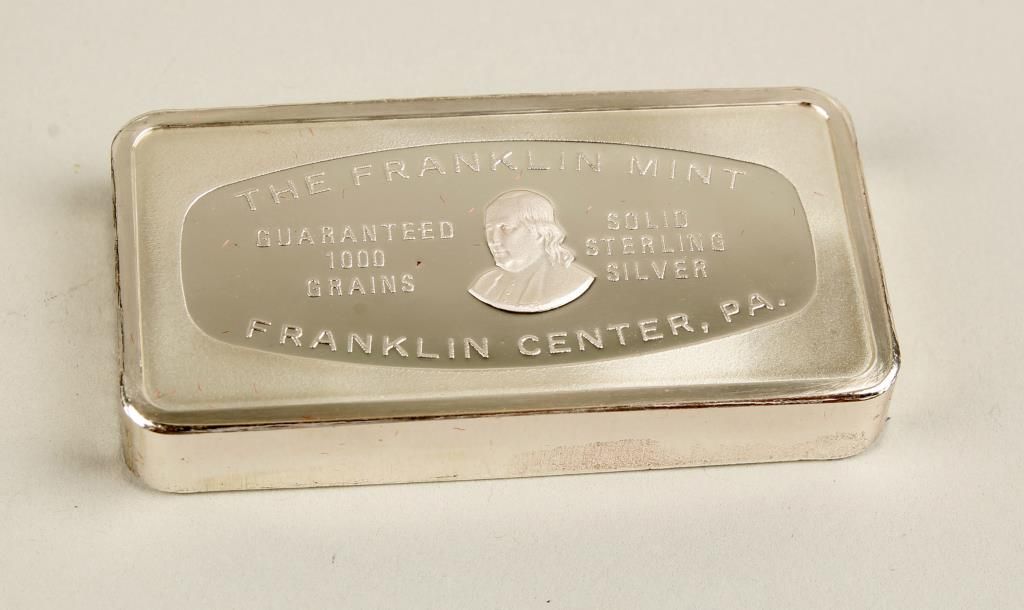 THE FRANKLIN MINT
GUARANTEED
1000
GRAINS
SOLID
STERLING
SILVER
FRANKLIN CENTER, PA.